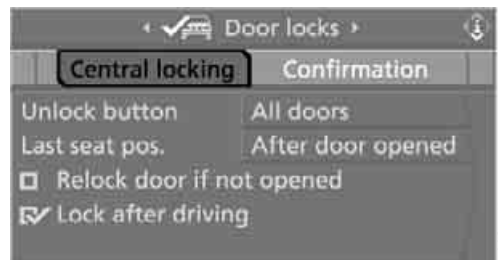 Door locks
Central locking Confirmation
Unlock button All doors
Last seat pos. After door opened
Relock door if not opened
Lock after driving